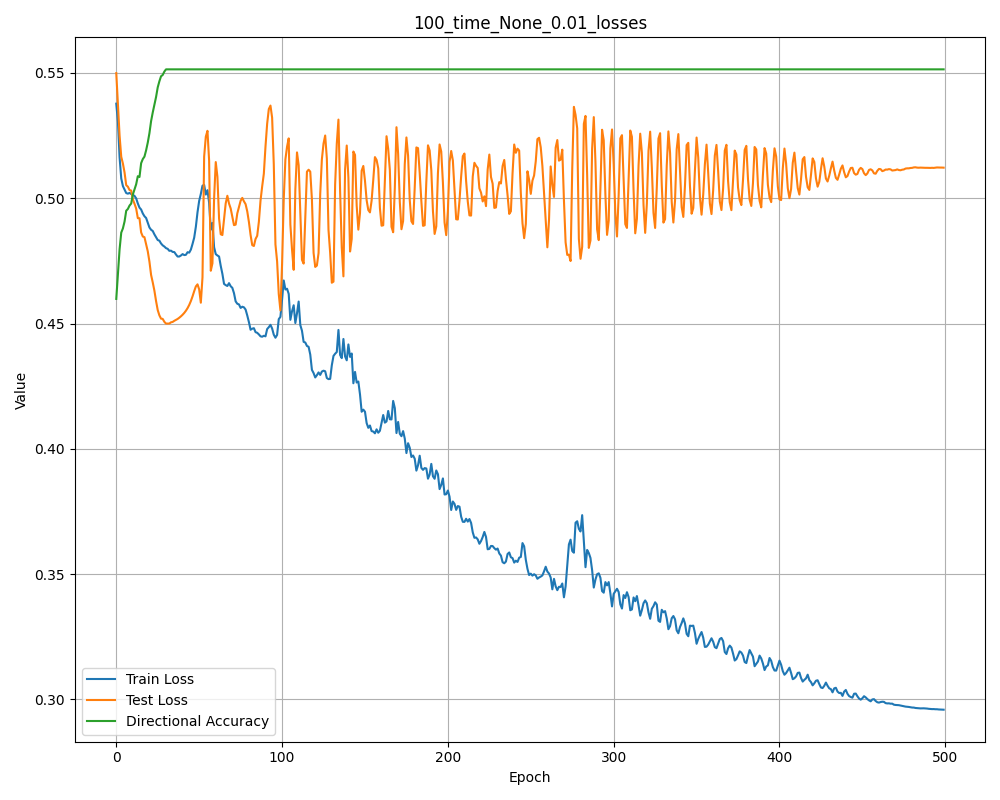 100_time_None_0.01_losses
Value
0.55
0.50
0.45
0.40
0.35
0.30
Train Loss
Test Loss
Directional Accuracy
0 100 200 300 400 500
Epoch